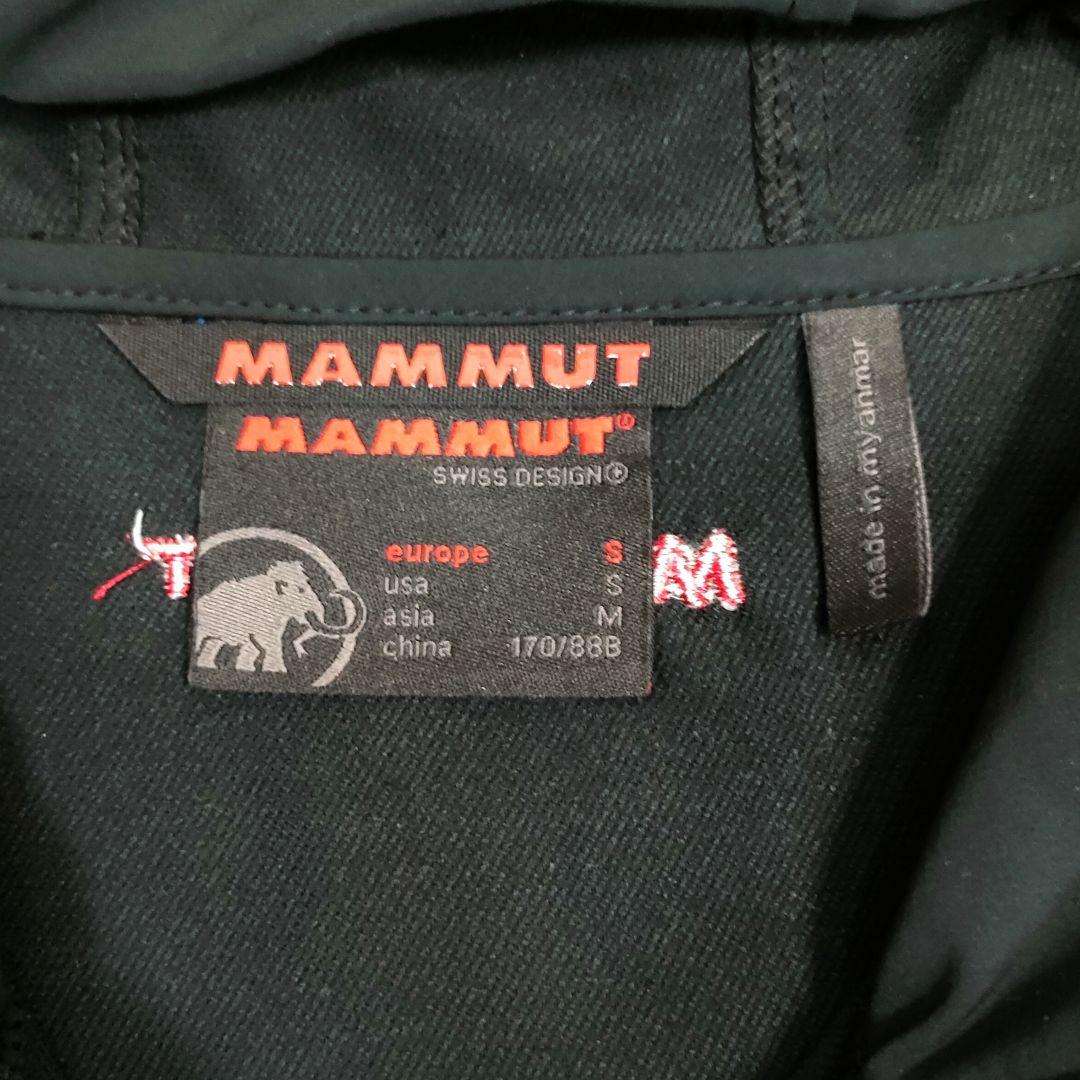 MAMMUT
MAMMUT®
SWISS DESIGN
europe S
usa S
asia M
china 170/88B
made in myanmar